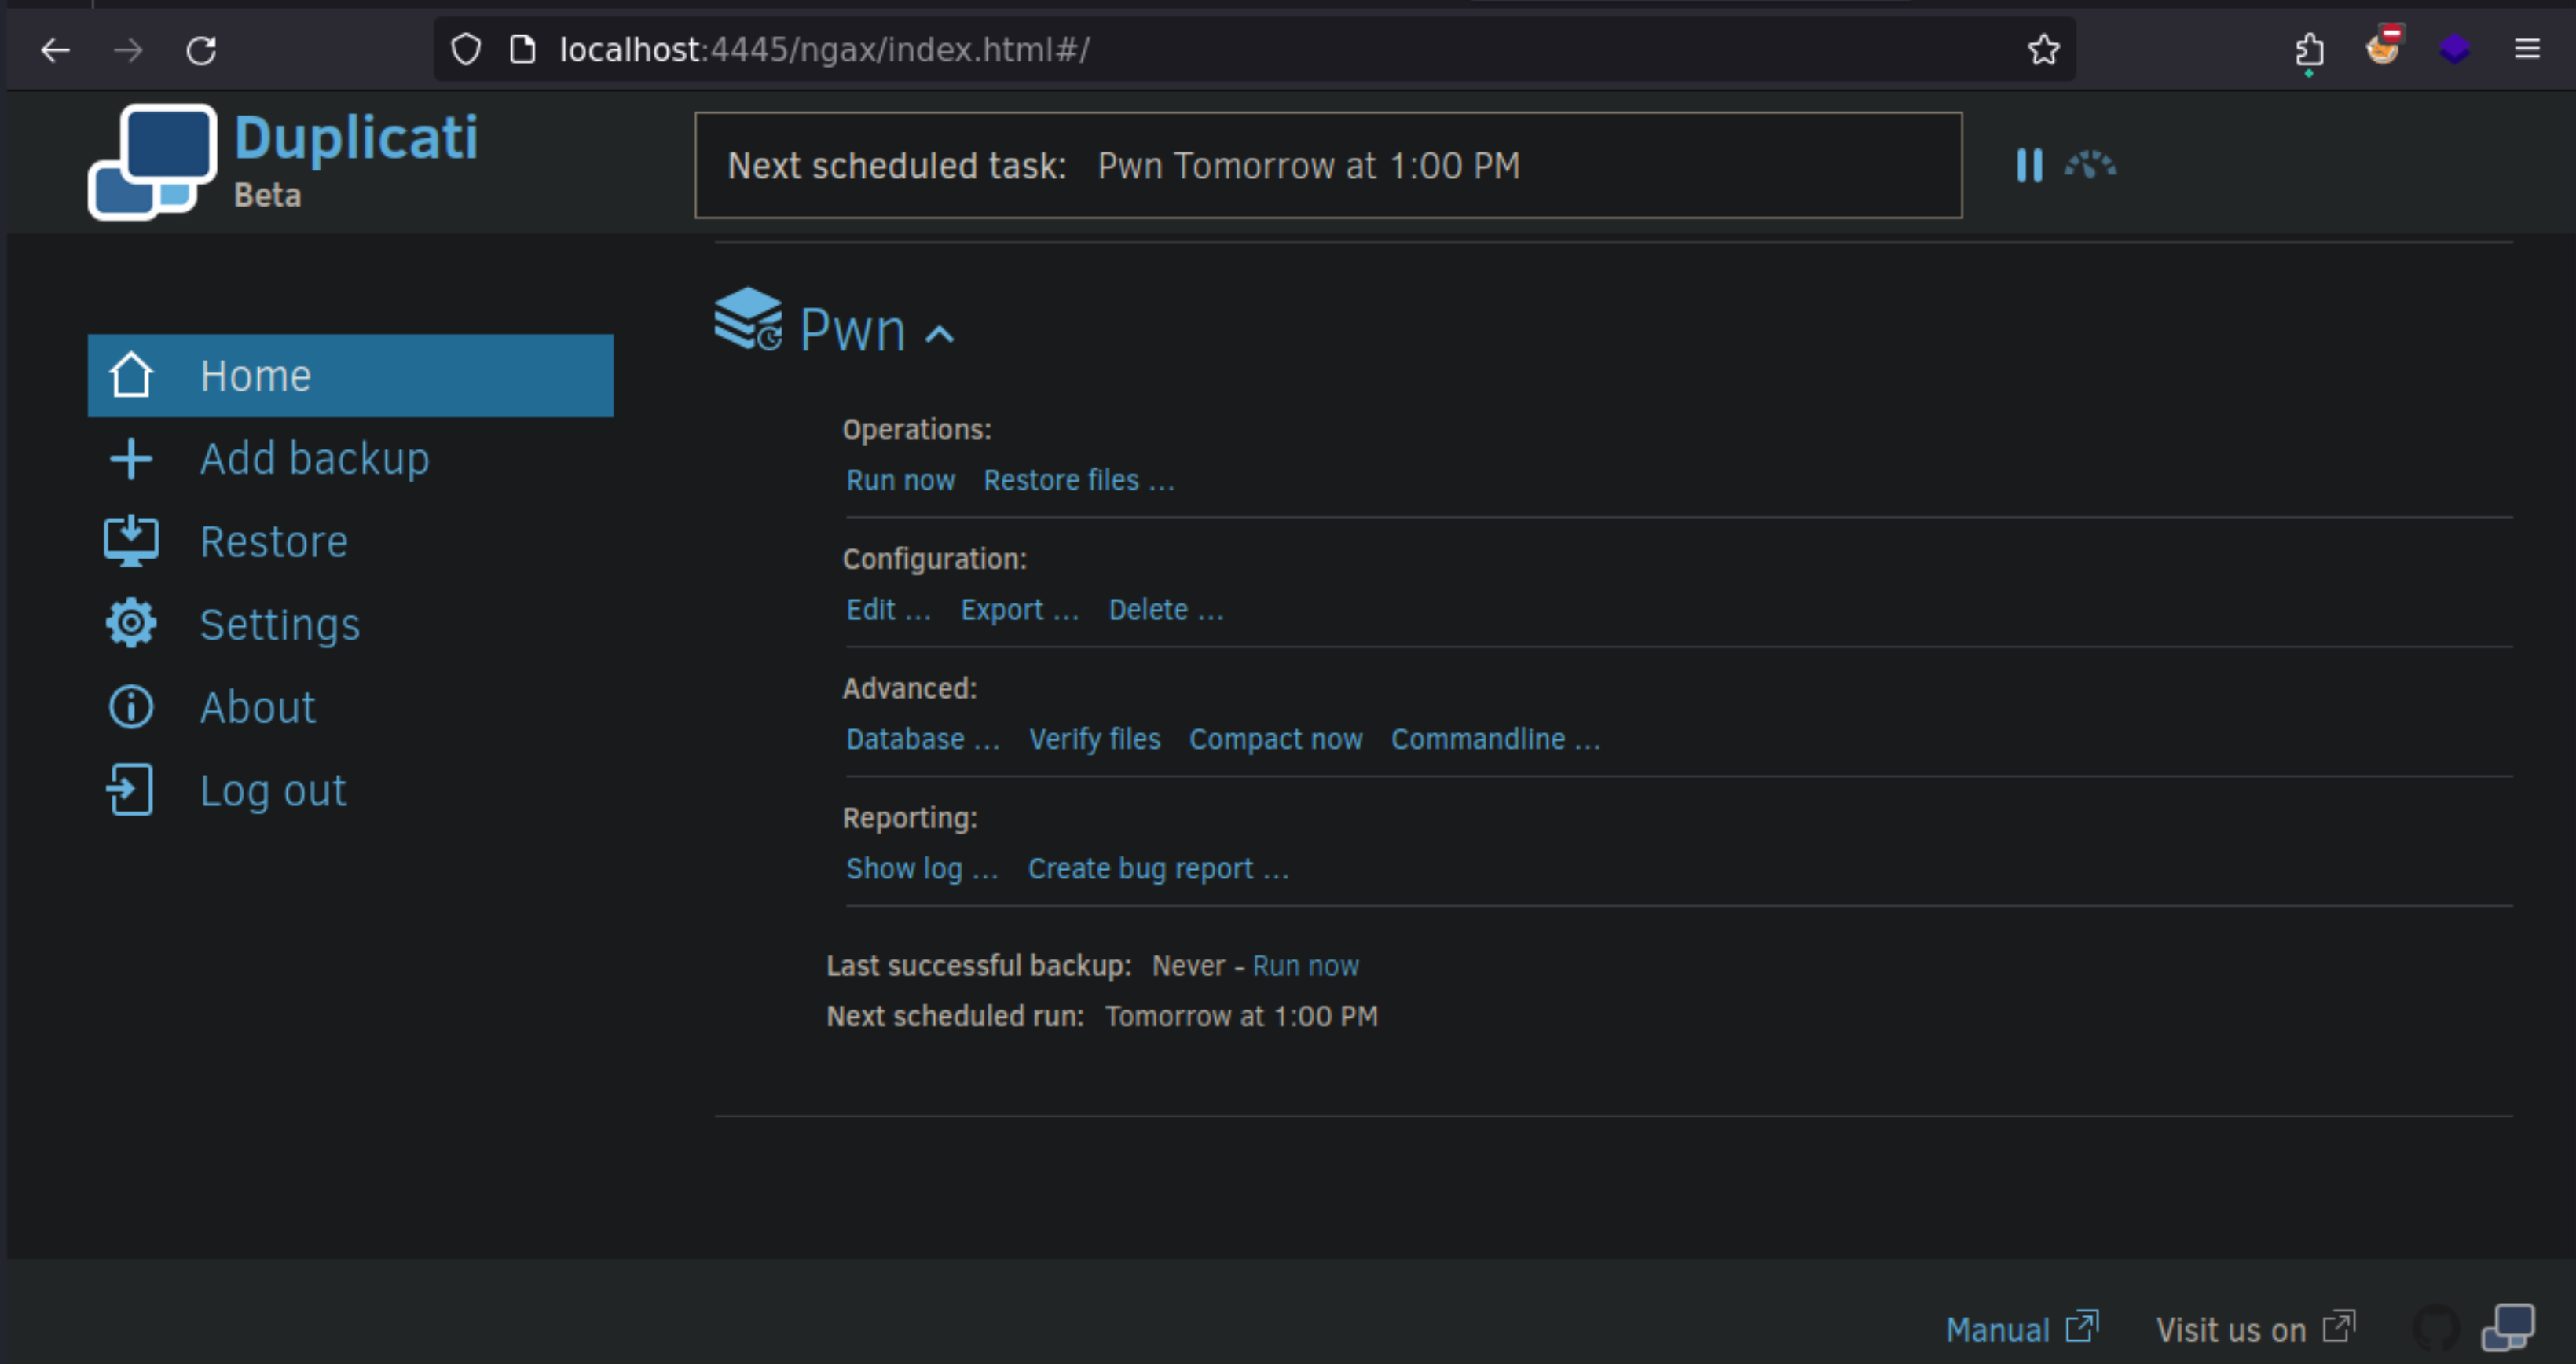 localhost:4445/ngax/index.html#/
Duplicati
Beta
Next scheduled task: Pwn Tomorrow at 1:00 PM
Home
Add backup
Restore
Settings
About
Log out
Pwn
Operations:
Run now Restore files ...
Configuration:
Edit ... Export ... Delete ...
Advanced:
Database ... Verify files Compact now Commandline ...
Reporting:
Show log ... Create bug report ...
Last successful backup: Never - Run now
Next scheduled run: Tomorrow at 1:00 PM
Manual Visit us on